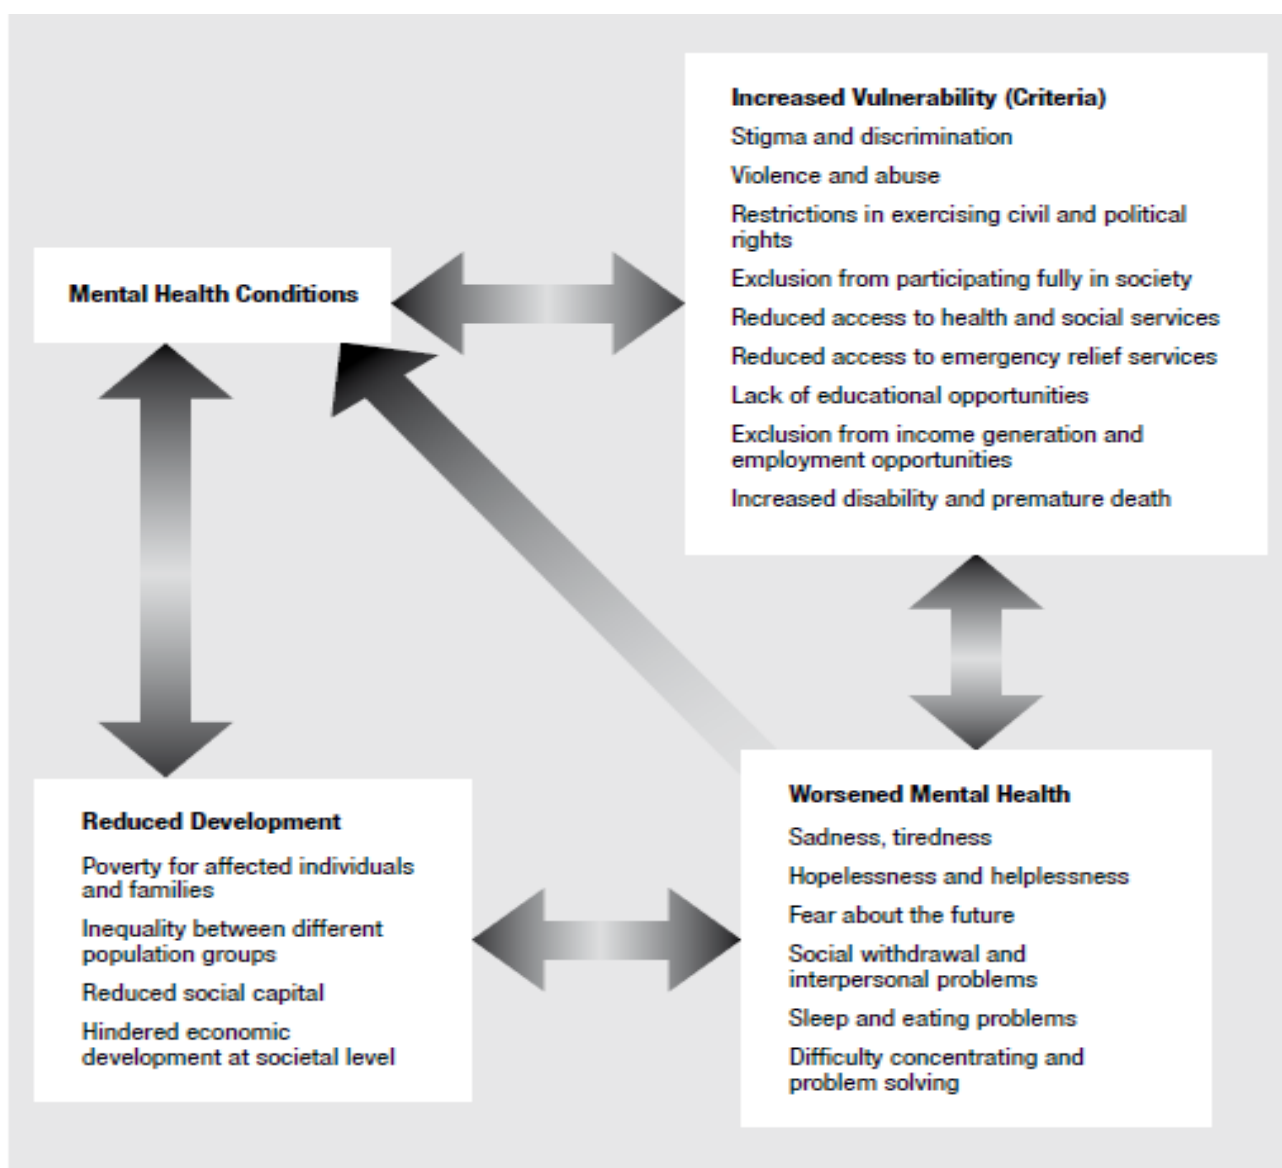 Increased Vulnerability (Criteria)
Stigma and discrimination
Violence and abuse
Restrictions in exercising civil and political
rights
Exclusion from participating fully in society
Reduced access to health and social services
Reduced access to emergency relief services
Lack of educational opportunities
Exclusion from income generation and
employment opportunities
Increased disability and premature death
Mental Health Conditions
Reduced Development
Poverty for affected individuals
and families
Inequality between different
population groups
Reduced social capital
Hindered economic
development at societal level
Worsened Mental Health
Sadness, tiredness
Hopelessness and helplessness
Fear about the future
Social withdrawal and
interpersonal problems
Sleep and eating problems
Difficulty concentrating and
problem solving